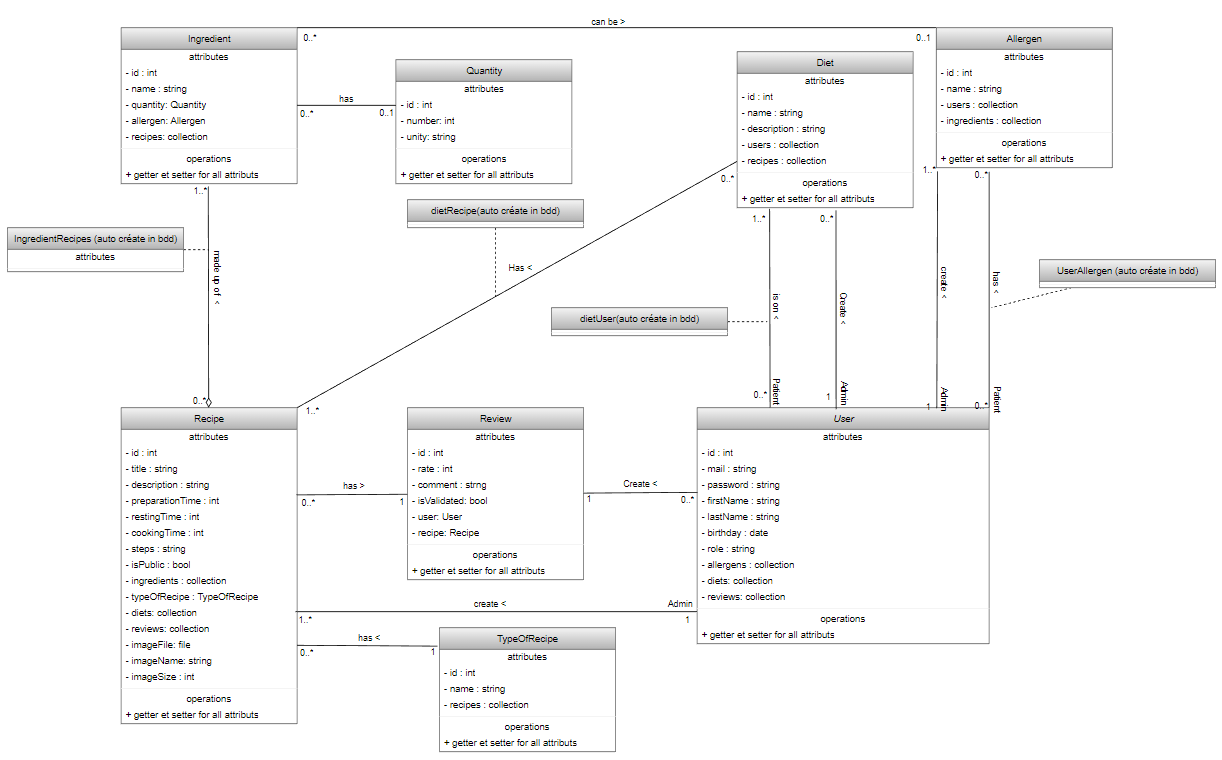 can be >
0..*
0..1
Ingredient
attributes
- id : int
- name : string
- quantity: Quantity
- allergen: Allergen
- recipes: collection
operations
+ getter et setter for all attributs
has
0..*
0..1
Quantity
attributes
- id : int
- number: int
- unity: string
operations
+ getter et setter for all attributs
Diet
attributes
- id : int
- name : string
- description : string
- users : collection
- recipes : collection
operations
+ getter et setter for all attributs
Allergen
attributes
- id : int
- name : string
- users : collection
- ingredients : collection
operations
+ getter et setter for all attributs
1..*
IngredientRecipes (auto créate in bdd)
attributes
made up of <
0..*
dietRecipe(auto créate in bdd)
Has <
0..*
1..*
dietUser(auto créate in bdd)
1..*
is on <
0..*
Patient
0..*
Create <
1
Admin
1..*
create <
1
Admin
0..*
has <
0..*
Patient
UserAllergen (auto créate in bdd)
Recipe
attributes
- id : int
- title : string
- description : string
- preparationTime : int
- restingTime : int
- cookingTime : int
- steps : string
- isPublic : bool
- ingredients : collection
- typeOfRecipe : TypeOfRecipe
- diets: collection
- reviews: collection
- imageFile: file
- imageName: string
- imageSize : int
operations
+ getter et setter for all attributs
has >
0..*
1
Review
attributes
- id : int
- rate : int
- comment : strng
- isValidated: bool
- user: User
- recipe: Recipe
operations
+ getter et setter for all attributs
Create <
1
0..*
User
attributes
- id : int
- mail : string
- password : string
- firstName : string
- lastName : string
- birthday : date
- role : string
- allergens : collection
- diets: collection
- reviews: collection
operations
+ getter et setter for all attributs
create <
Admin
1..*
1
has <
0..*
1
TypeOfRecipe
attributes
- id : int
- name : string
- recipes : collection
operations
+ getter et setter for all attributs